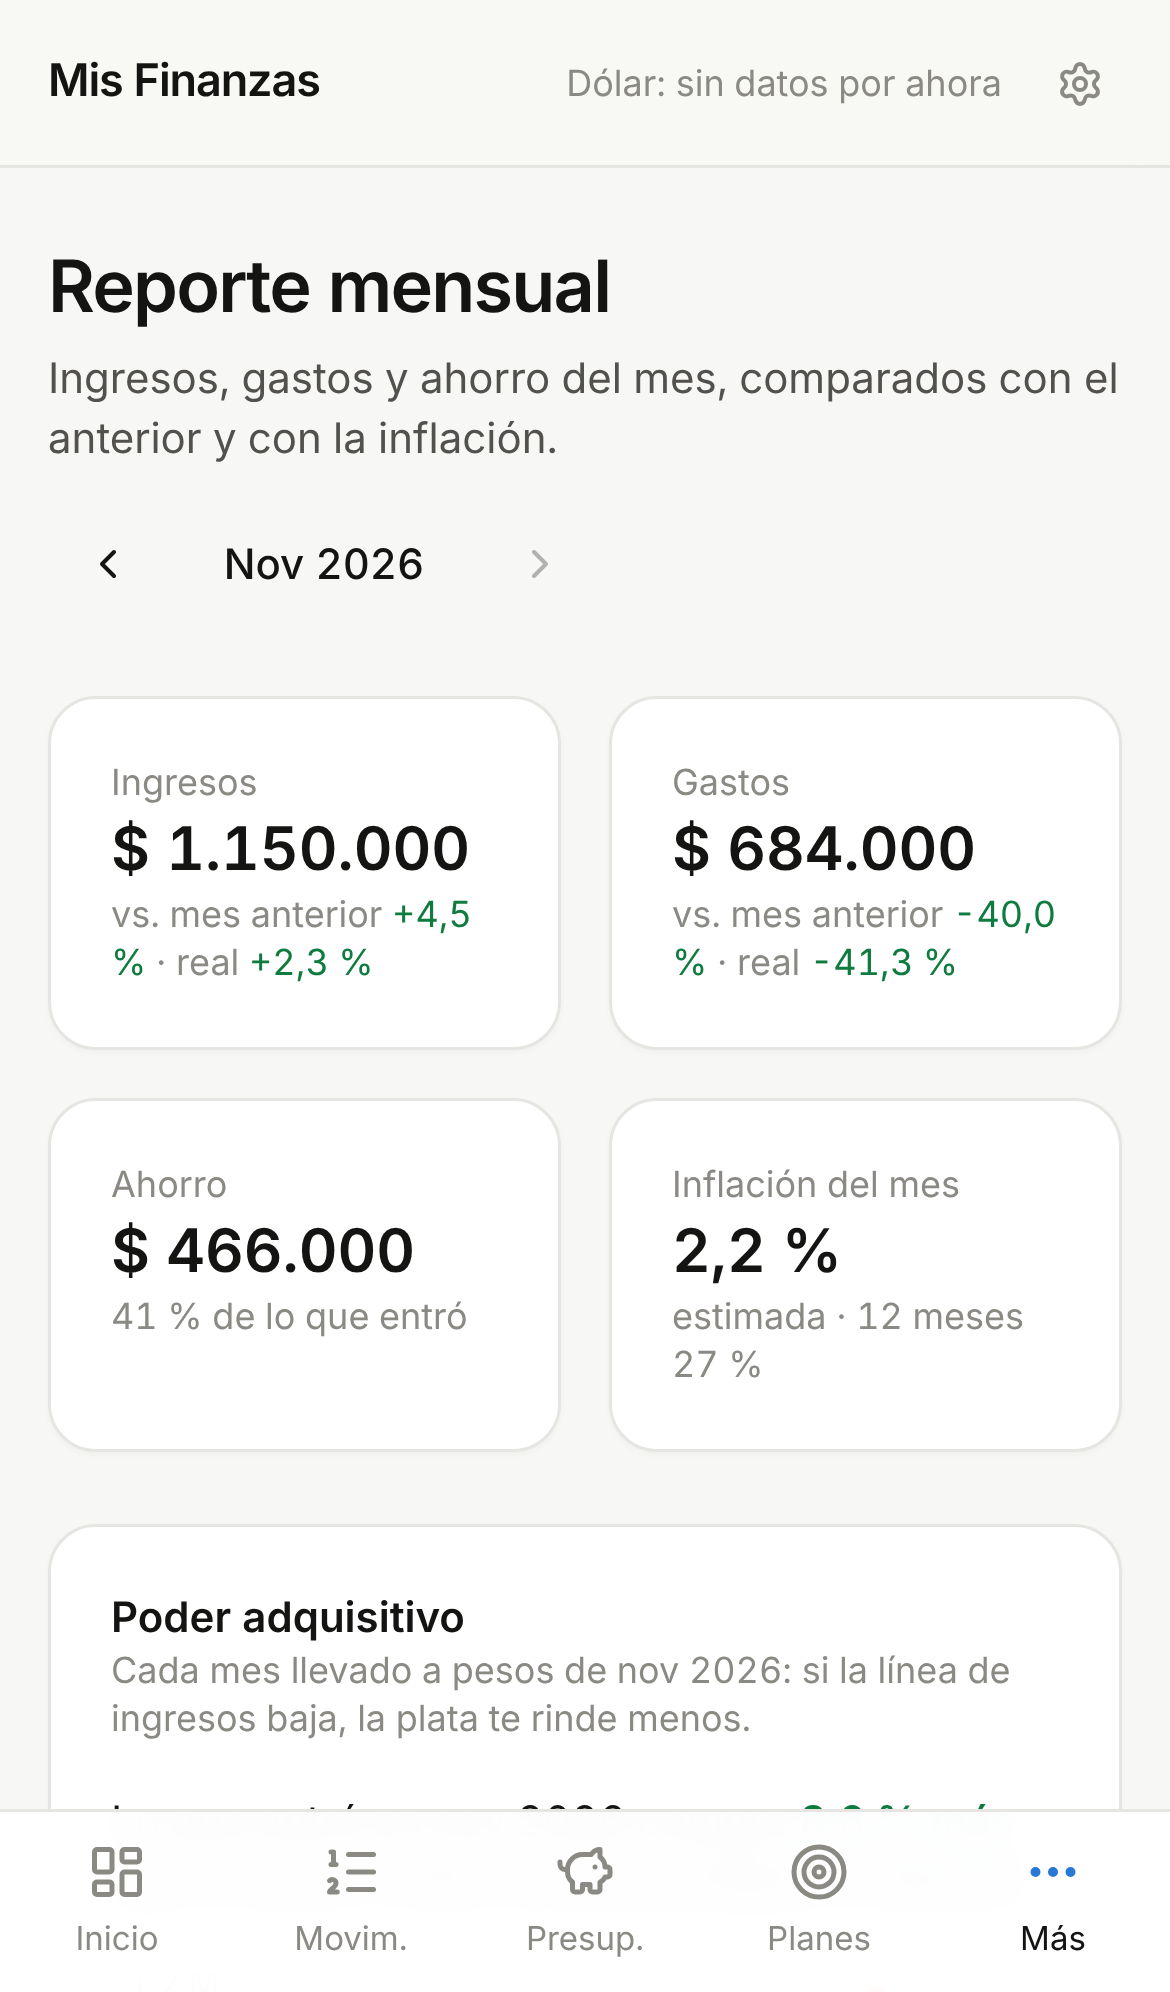 Mis Finanzas
Dólar: sin datos por ahora
Reporte mensual
Ingresos, gastos y ahorro del mes, comparados con el
anterior y con la inflación.
Nov 2026
Ingresos
$ 1.150.000
vs. mes anterior +4,5
% · real +2,3 %
Gastos
$ 684.000
vs. mes anterior -40,0
% · real -41,3 %
Ahorro
$ 466.000
41 % de lo que entró
Inflación del mes
2,2 %
estimada · 12 meses
27 %
Poder adquisitivo
Cada mes llevado a pesos de nov 2026: si la línea de
ingresos baja, la plata te rinde menos.
Inicio
Movim.
Presup.
Planes
Más